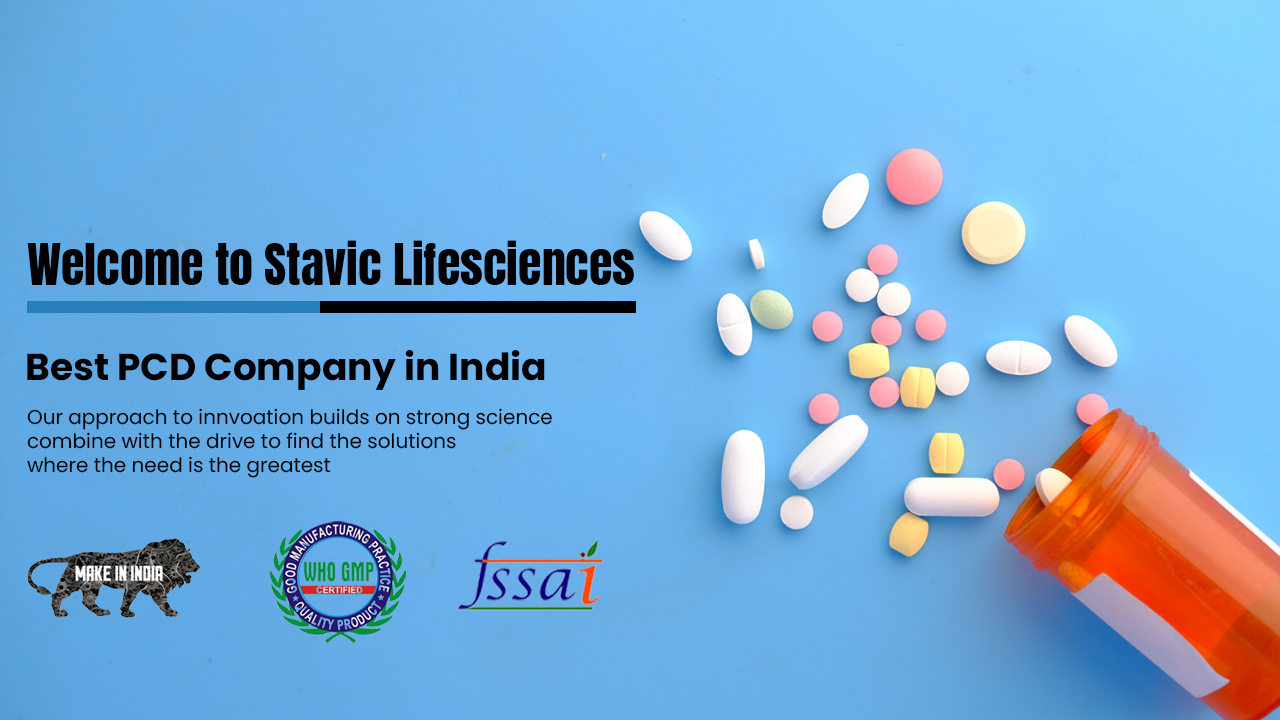 Welcome to Stavic Lifesciences
Best PCD Company in India
Our approach to innvoation builds on strong science
combine with the drive to find the solutions
where the need is the greatest
MAKE IN INDIA
GOOD MANUFACTURING PRACTICE
WHO GMP
CERTIFIED
QUALITY PRODUCT
fssai